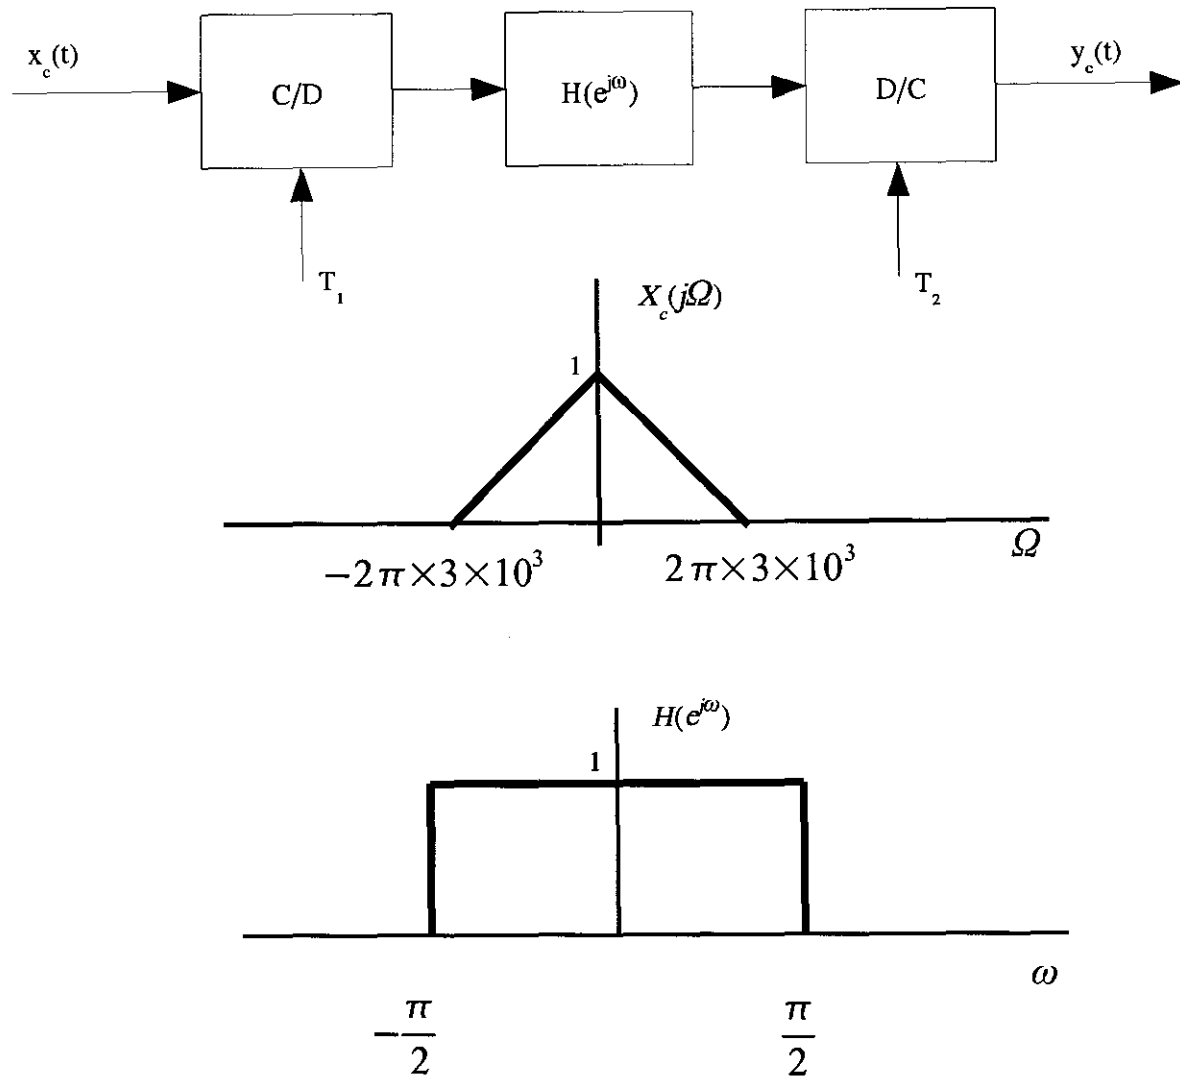 x_c(t)
C/D
H(e^{jω})
D/C
y_c(t)
T_1
T_2
X_c(jΩ)
1
Ω
−2π×3×10^3
2π×3×10^3
H(e^{jω})
1
ω
−π/2
π/2